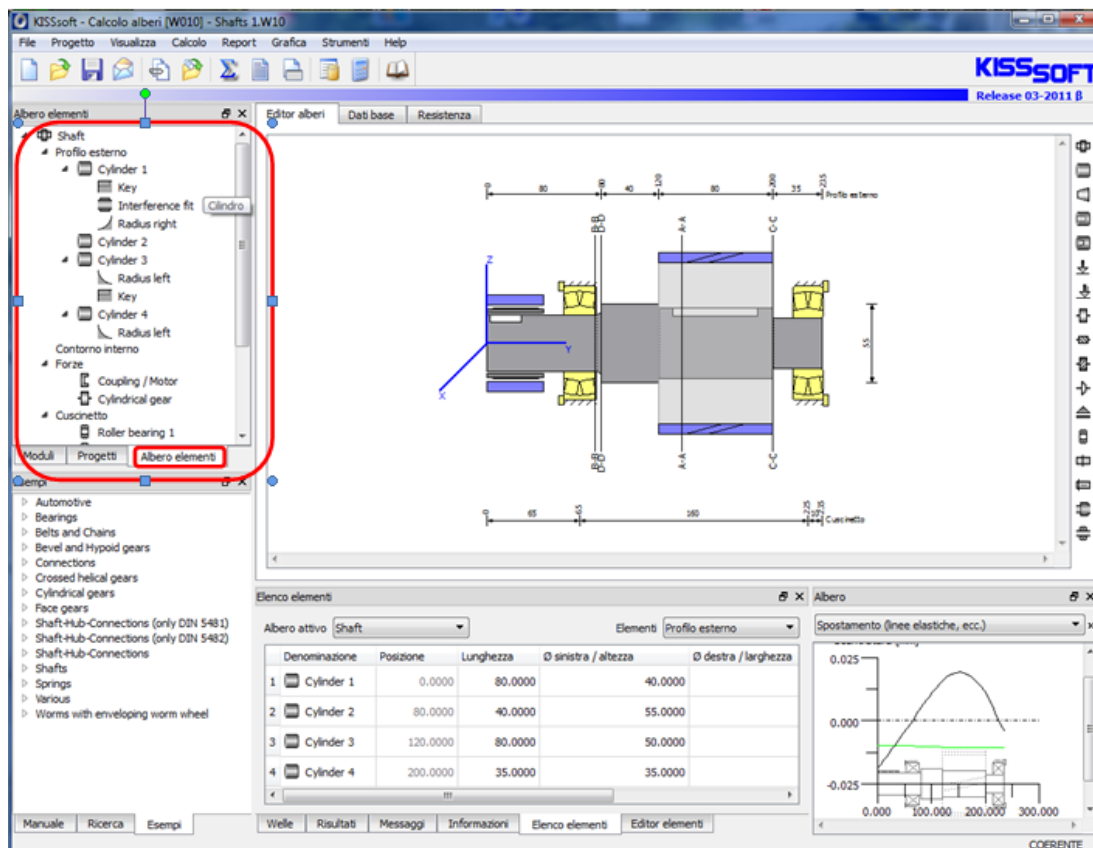 KISSsoft - Calcolo alberi [W010] - Shafts 1.W10
File Progetto Visualizza Calcolo Report Grafica Strumenti Help
KISSSOFT
Release 03-2011 β
Albero elementi
Editor alberi Dati base Resistenza
Shaft
Profilo esterno
Cylinder 1
Key
Interference fit Cilindro
Radius right
Cylinder 2
Cylinder 3
Radius left
Key
Cylinder 4
Radius left
Contorno interno
Forze
Coupling / Motor
Cylindrical gear
Cuscinetto
Roller bearing 1
Moduli Progetti Albero elementi
0 80 80 120 80 200 35 235 Profilo esterno
B-B D-D A-A C-C
Z
Y
X
55
B-B D-D A-A C-C
0 65 65 160 225 235 Cuscinetto
Esempi
Automotive
Bearings
Belts and Chains
Bevel and Hypoid gears
Connections
Crossed helical gears
Cylindrical gears
Face gears
Shaft-Hub-Connections (only DIN 5481)
Shaft-Hub-Connections (only DIN 5482)
Shaft-Hub-Connections
Shafts
Springs
Various
Worms with enveloping worm wheel
Manuale Ricerca Esempi
Elenco elementi
Albero attivo Shaft Elementi Profilo esterno
Denominazione Posizione Lunghezza Ø sinistra / altezza Ø destra / larghezza
1 Cylinder 1 0.0000 80.0000 40.0000
2 Cylinder 2 80.0000 40.0000 55.0000
3 Cylinder 3 120.0000 80.0000 50.0000
4 Cylinder 4 200.0000 35.0000 35.0000
Welle Risultati Messaggi Informazioni Elenco elementi Editor elementi
Albero
Spostamento (linee elastiche, ecc.)
0.025
0.000
-0.025
0.000 100.000 200.000 300.000
COERENTE